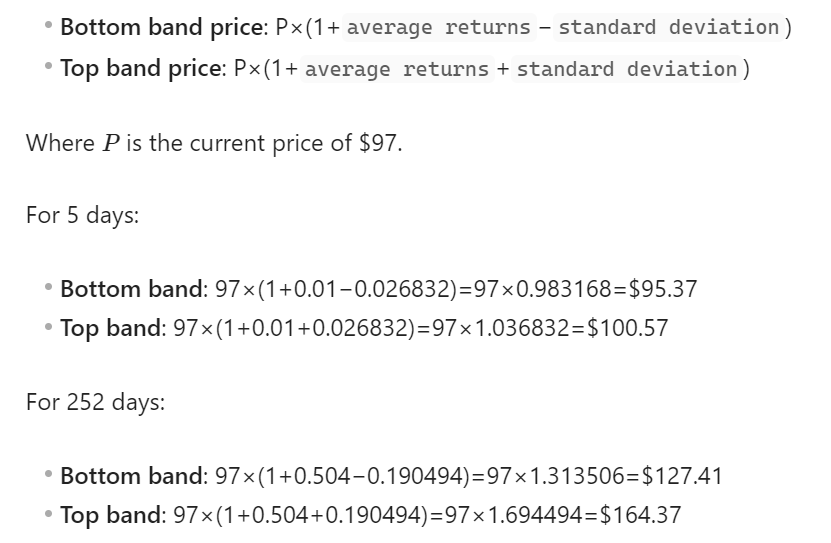 • Bottom band price: P×(1+ average returns − standard deviation )
• Top band price: P×(1+ average returns + standard deviation )
Where P is the current price of $97.
For 5 days:
• Bottom band: 97×(1+0.01−0.026832)=97×0.983168=$95.37
• Top band: 97×(1+0.01+0.026832)=97×1.036832=$100.57
For 252 days:
• Bottom band: 97×(1+0.504−0.190494)=97×1.313506=$127.41
• Top band: 97×(1+0.504+0.190494)=97×1.694494=$164.37